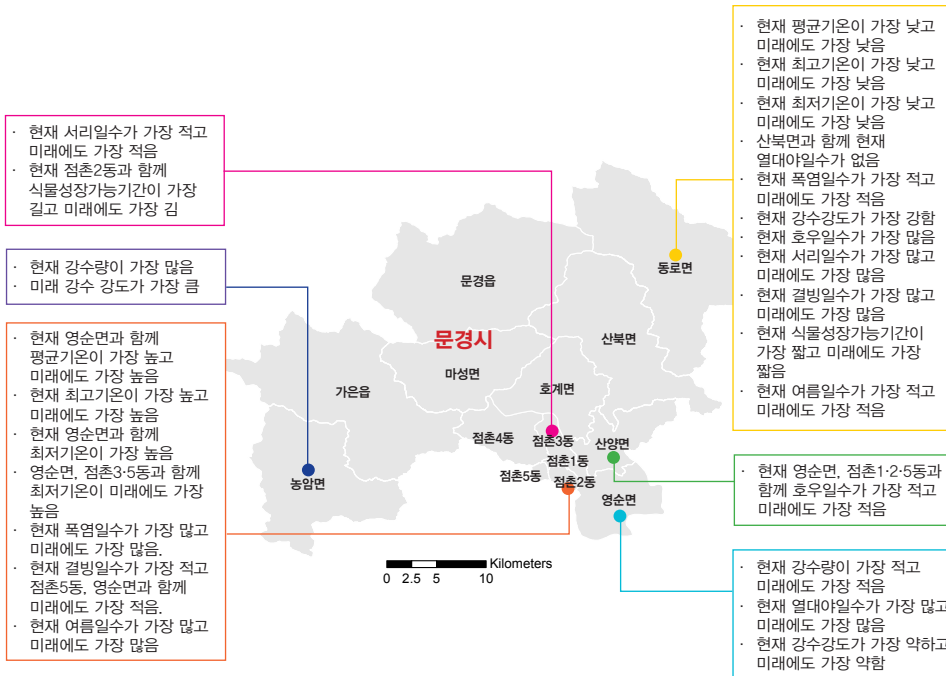 · 현재 평균기온이 가장 낮고
미래에도 가장 낮음
· 현재 최고기온이 가장 낮고
미래에도 가장 낮음
· 현재 최저기온이 가장 낮고
미래에도 가장 낮음
· 산북면과 함께 현재
열대야일수가 없음
· 현재 폭염일수가 가장 적고
미래에도 가장 적음
· 현재 강수강도가 가장 강함
· 현재 호우일수가 가장 많음
· 현재 서리일수가 가장 많고
미래에도 가장 많음
· 현재 결빙일수가 가장 많고
미래에도 가장 많음
· 현재 식물성장가능기간이
가장 짧고 미래에도 가장
짧음
· 현재 여름일수가 가장 적고
미래에도 가장 적음
· 현재 서리일수가 가장 적고
미래에도 가장 적음
· 현재 점촌2동과 함께
식물성장가능기간이 가장
길고 미래에도 가장 김
· 현재 강수량이 가장 많음
· 미래 강수 강도가 가장 큼
· 현재 영순면과 함께
평균기온이 가장 높고
미래에도 가장 높음
· 현재 최고기온이 가장 높고
미래에도 가장 높음
· 현재 영순면과 함께
최저기온이 가장 높음
· 영순면, 점촌3·5동과 함께
최저기온이 미래에도 가장
높음
· 현재 폭염일수가 가장 많고
미래에도 가장 많음.
· 현재 결빙일수가 가장 적고
점촌5동, 영순면과 함께
미래에도 가장 적음.
· 현재 여름일수가 가장 많고
미래에도 가장 많음
동로면
문경읍
문경시
산북면
마성면
가은읍
호계면
점촌4동
점촌3동
산양면
점촌1동
점촌5동
점촌2동
농암면
영순면
Kilometers
0 2.5 5 10
· 현재 영순면, 점촌1·2·5동과
함께 호우일수가 가장 적고
미래에도 가장 적음
· 현재 강수량이 가장 적고
미래에도 가장 적음
· 현재 열대야일수가 가장 많고
미래에도 가장 많음
· 현재 강수강도가 가장 약하고
미래에도 가장 약함